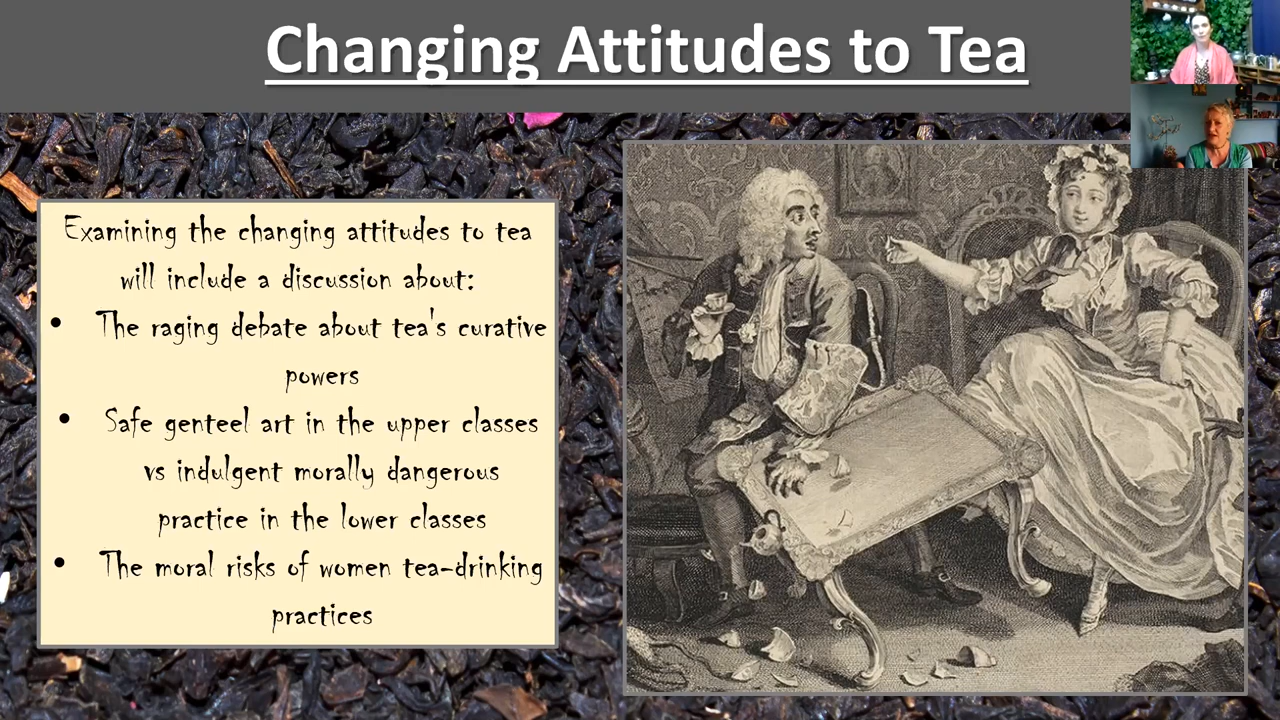 Changing Attitudes to Tea
Examining the changing attitudes to tea
will include a discussion about:
• The raging debate about tea's curative
powers
• Safe genteel art in the upper classes
vs indulgent morally dangerous
practice in the lower classes
• The moral risks of women tea-drinking
practices